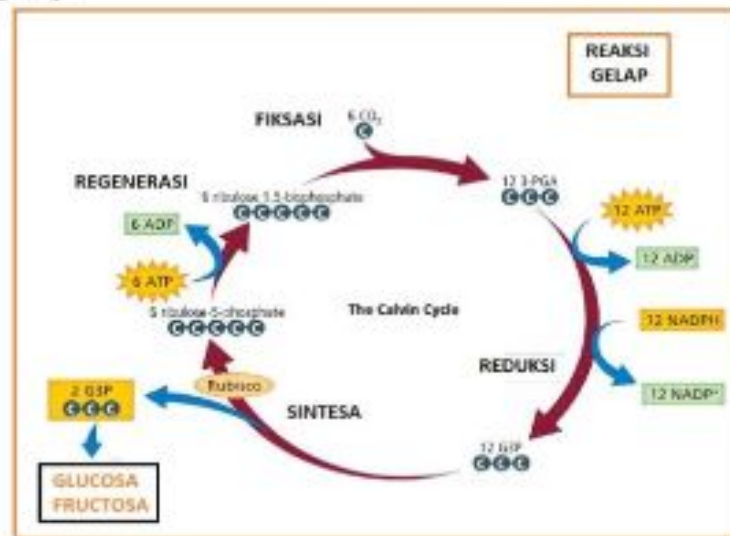 REAKSI
GELAP
FIKSASI
6 CO₂
C
REGENERASI
6 ribulose 1,5-bisphosphate
C C C C C
12 3-PGA
C C C
12 ATP
6 ADP
12 ADP
6 ATP
6 ribulose-5-phosphate
C C C C C
The Calvin Cycle
12 NADPH
REDUKSI
Rubisco
2 G3P
C C C
SINTESA
12 NADP⁺
12 G3P
C C C
GLUCOSA
FRUCTOSA